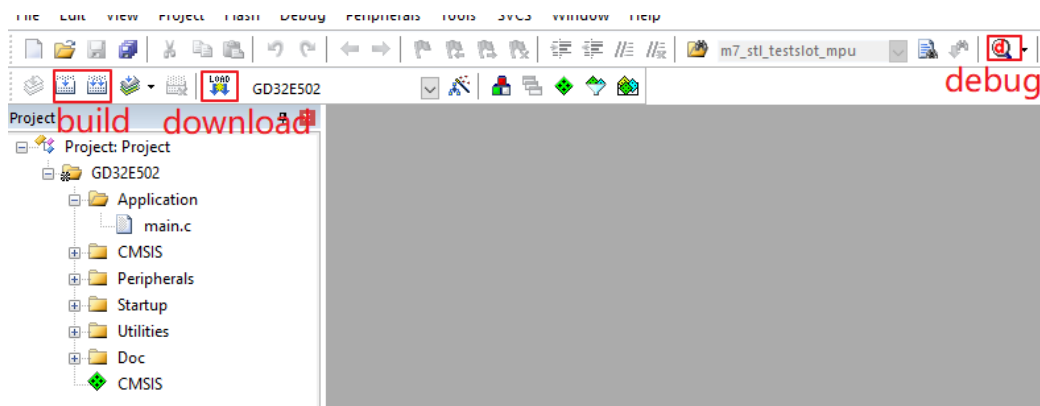 File Edit View Project Flash Debug Peripherals Tools SVCS Window Help
m7_stl_testslot_mpu
LOAD
GD32E502
debug
Project
build
download
Project: Project
GD32E502
Application
main.c
CMSIS
Peripherals
Startup
Utilities
Doc
CMSIS